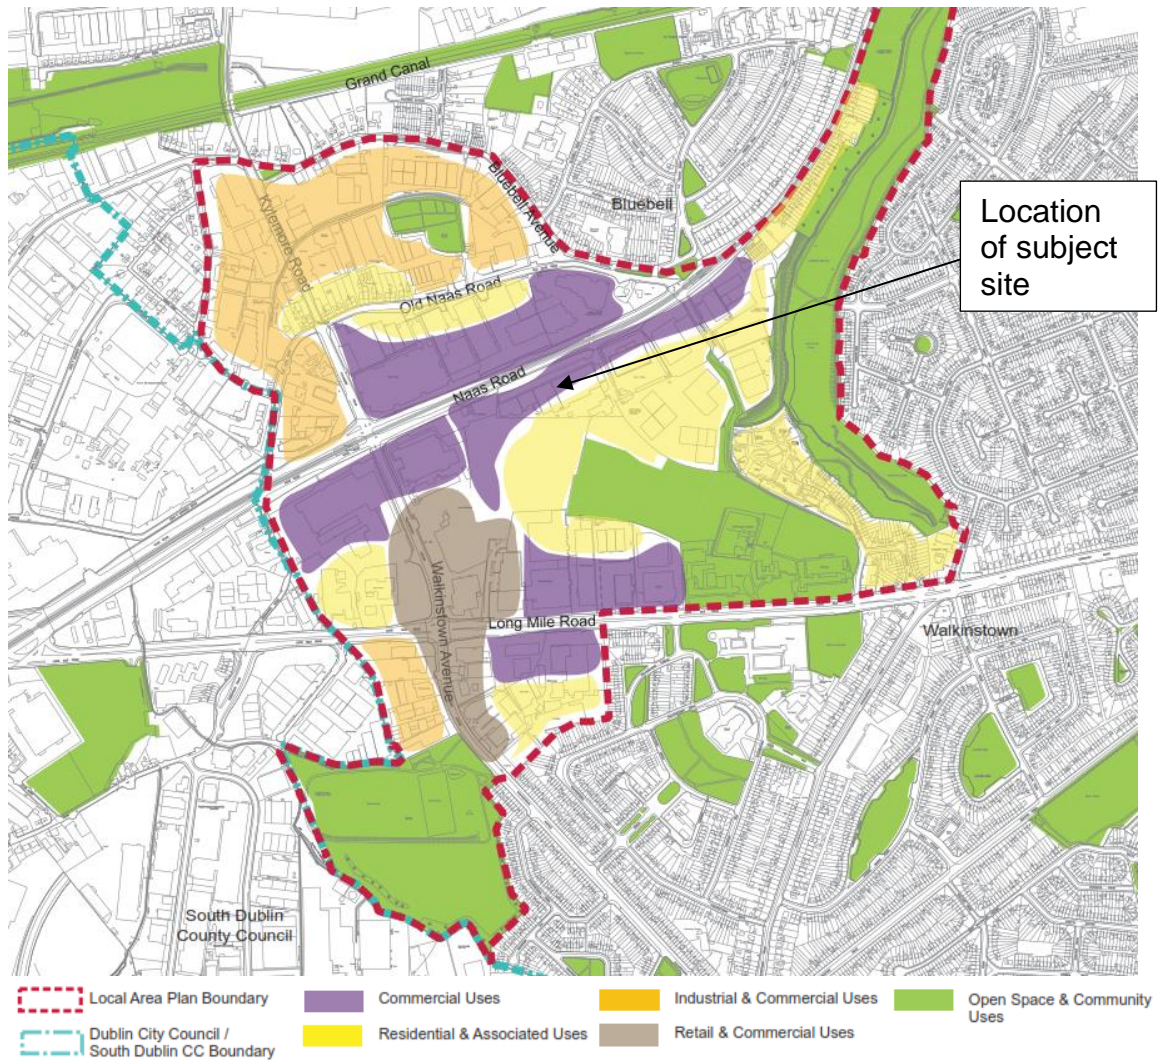 Grand Canal
Bluebell Avenue
Bluebell
Kylemore Road
Old Naas Road
Location
of subject
site
Naas Road
Walkinstown Avenue
Long Mile Road
Walkinstown
South Dublin
County Council
Local Area Plan Boundary
Commercial Uses
Industrial & Commercial Uses
Open Space & Community
Uses
Dublin City Council /
South Dublin CC Boundary
Residential & Associated Uses
Retail & Commercial Uses